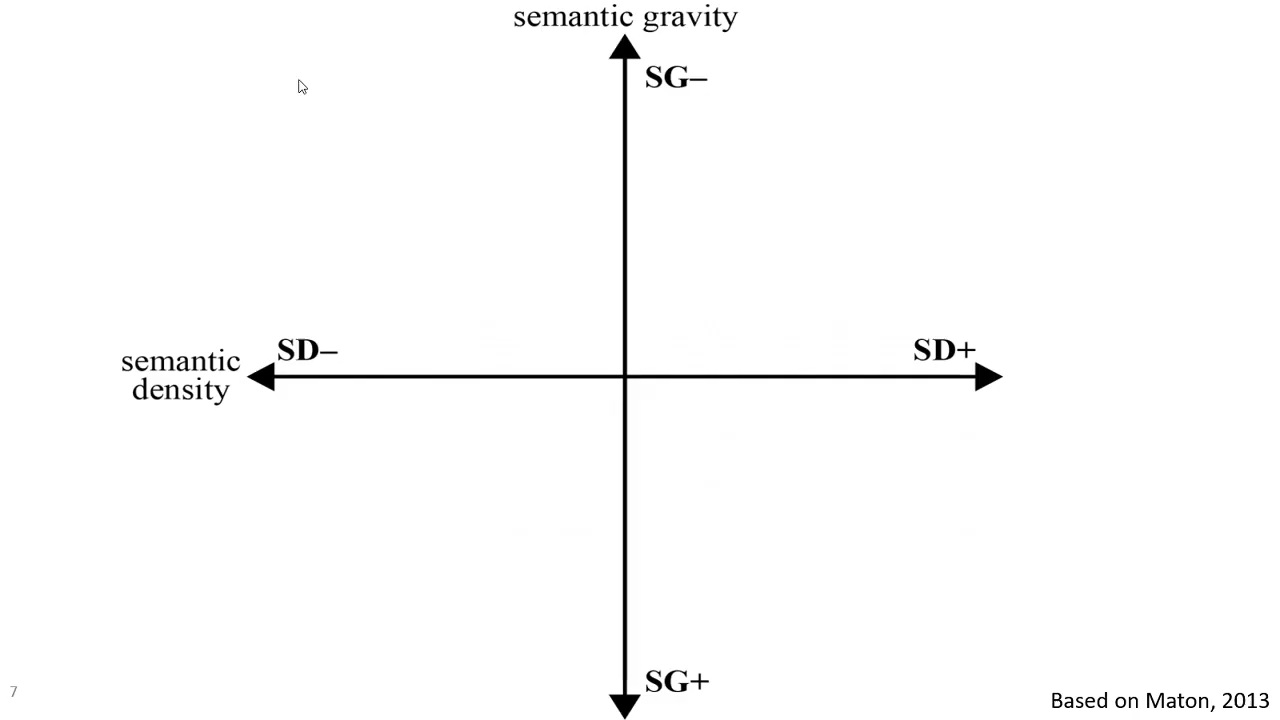 semantic gravity
SG–
SD–
SD+
semantic
density
SG+
7
Based on Maton, 2013